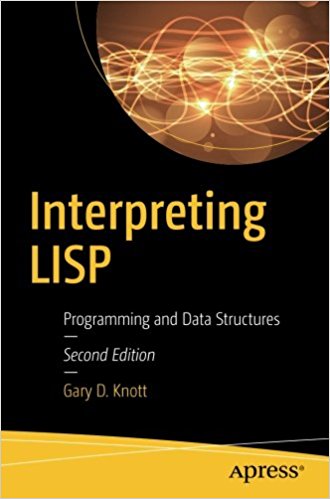 Interpreting
LISP
Programming and Data Structures
—
Second Edition
—
Gary D. Knott
Apress®